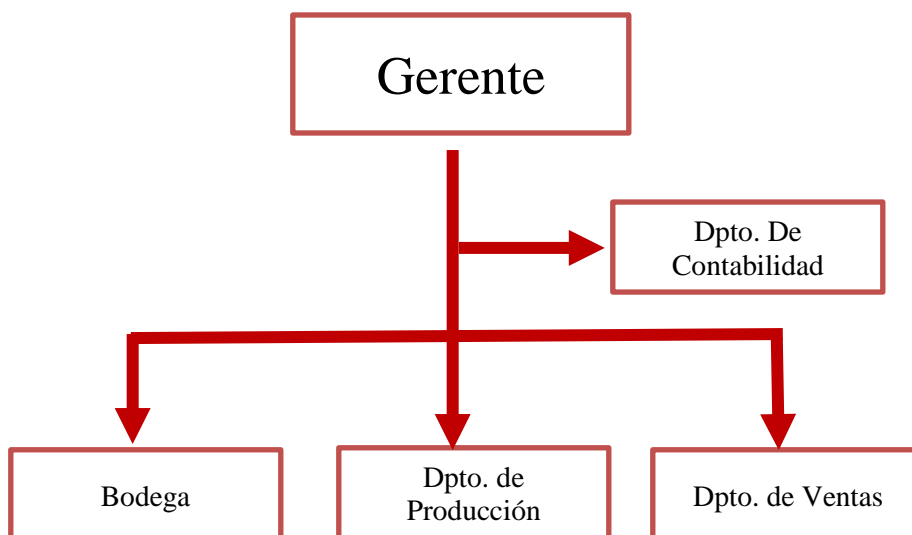 Gerente
Dpto. De
Contabilidad
Bodega
Dpto. de
Producción
Dpto. de Ventas